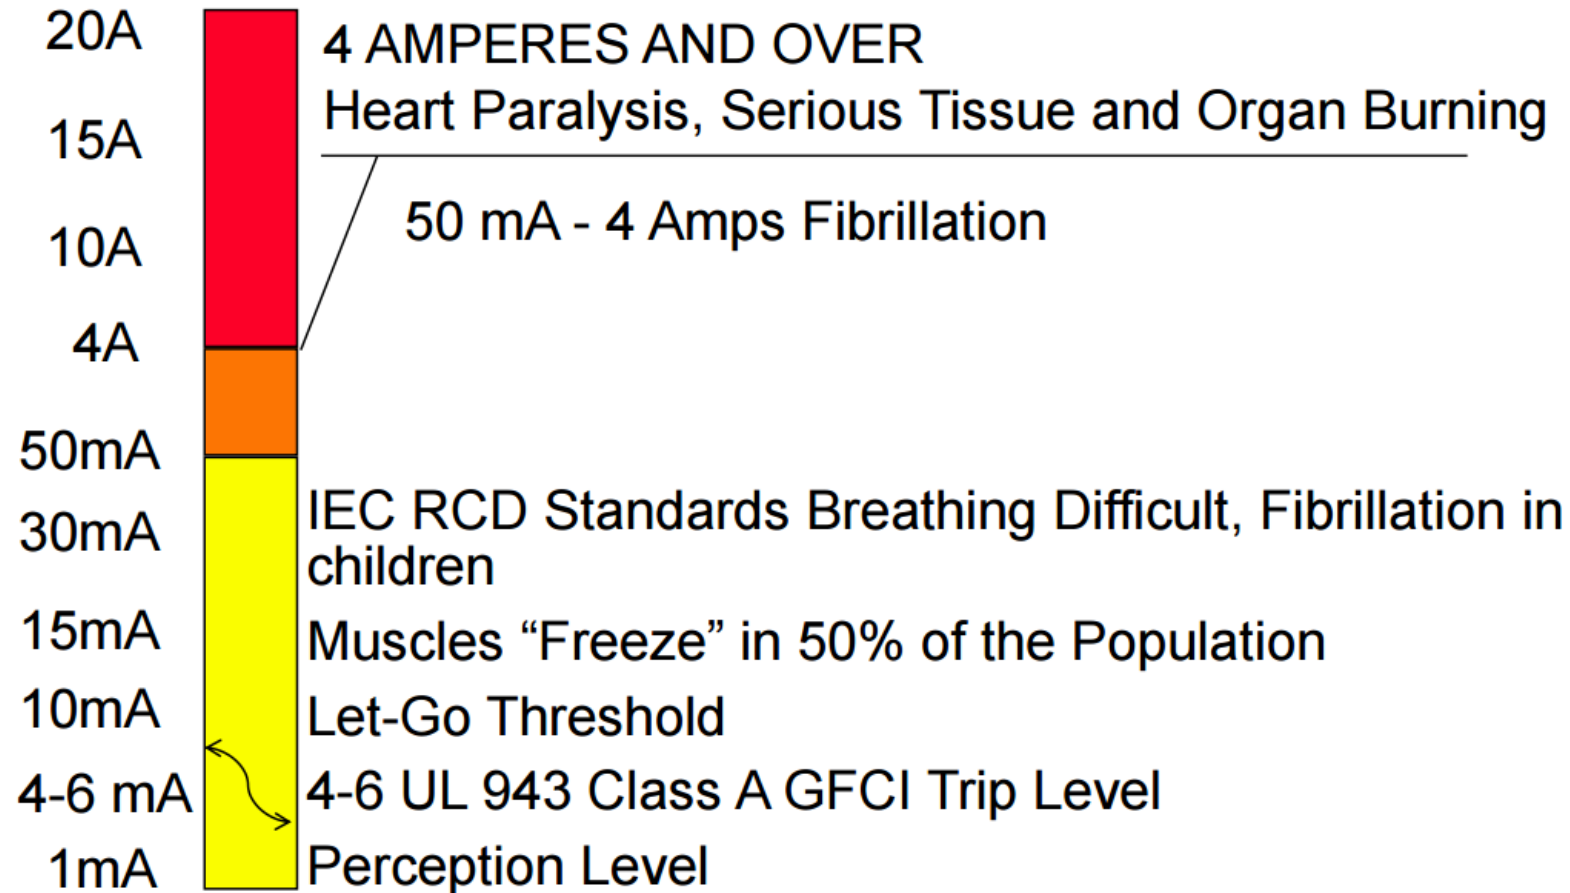 20A
4 AMPERES AND OVER
Heart Paralysis, Serious Tissue and Organ Burning
15A
50 mA - 4 Amps Fibrillation
10A
4A
50mA
IEC RCD Standards Breathing Difficult, Fibrillation in
30mA
children
15mA
Muscles “Freeze” in 50% of the Population
10mA
Let-Go Threshold
4-6 mA
4-6 UL 943 Class A GFCI Trip Level
1mA
Perception Level